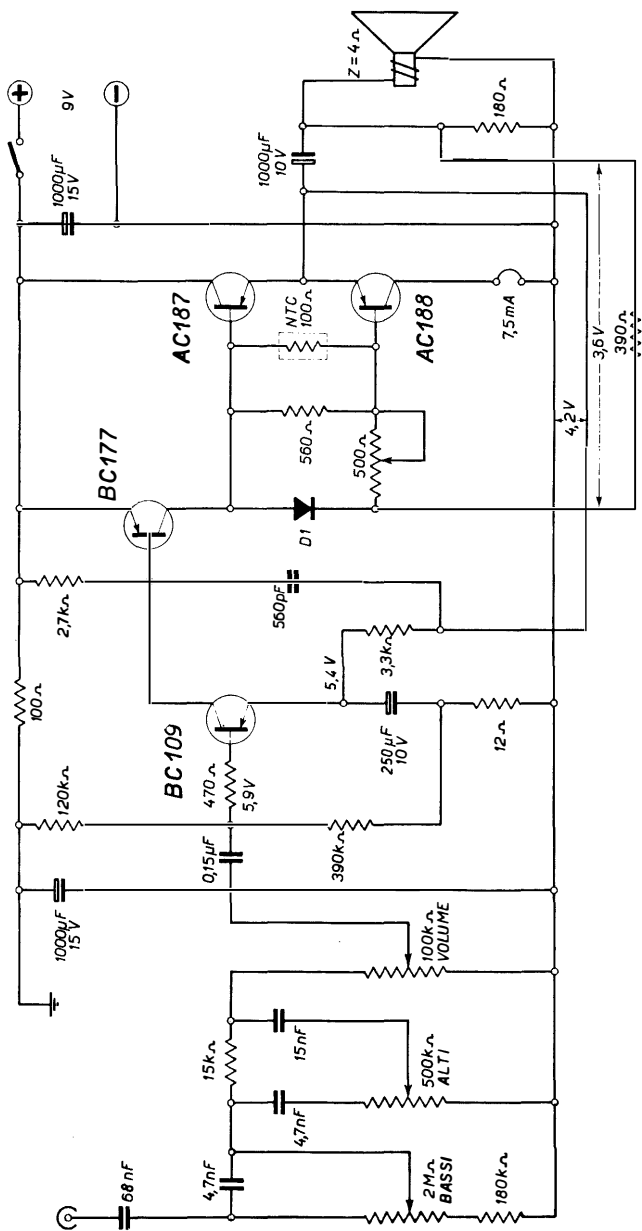 68nF
4,7nF
2MΩ
BASSI
180kΩ
4,7nF
15kΩ
15nF
500kΩ
ALTI
100kΩ
VOLUME
1000µF
15V
0,15µF
120kΩ
390kΩ
100Ω
470Ω
5,9V
BC109
250µF
10V
12Ω
5,4V
3,3kΩ
2,7kΩ
560pF
BC177
D1
560Ω
500Ω
NTC
100Ω
AC187
AC188
7,5mA
1000µF
15V
+
−
9V
1000µF
10V
Z=4Ω
180Ω
4,2V
3,6V
390Ω